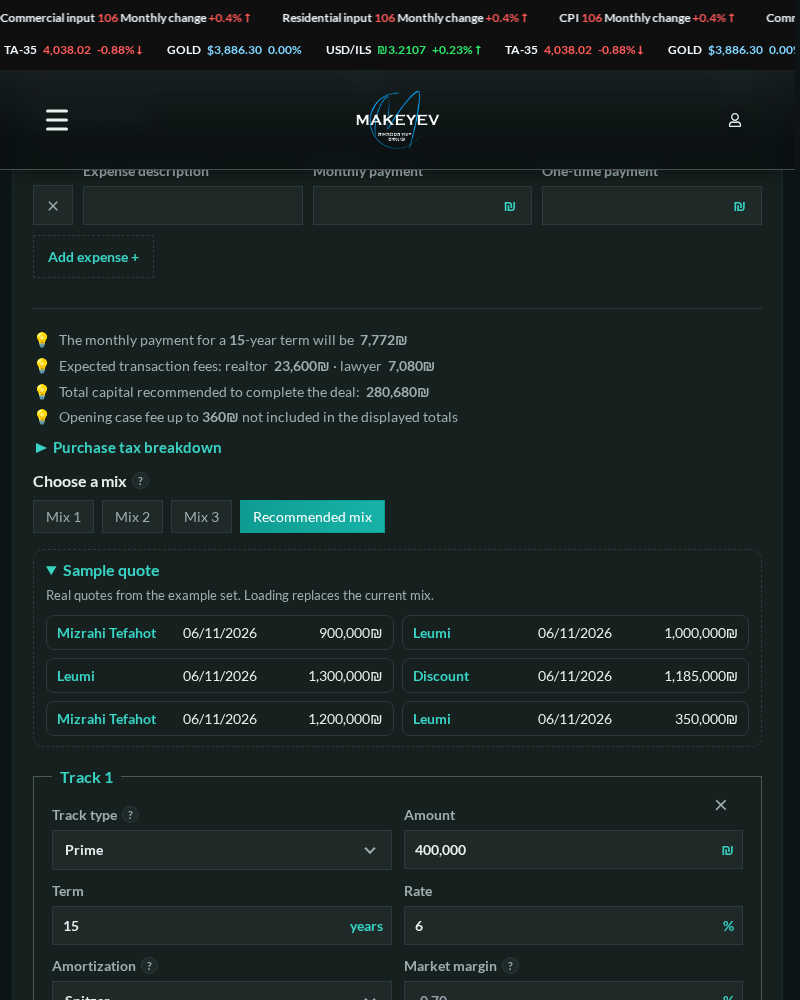 Commercial input 106 Monthly change +0.4% ↑ Residential input 106 Monthly change +0.4% ↑ CPI 106 Monthly change +0.4% ↑
TA-35 4,038.02 -0.88%↓ GOLD $3,886.30 0.00% USD/ILS ₪3.2107 +0.23%↑ TA-35 4,038.02 -0.88%↓ GOLD $3,886.30
MAKEYEV
Expense description Monthly payment One-time payment
✕ ₪ ₪
Add expense +
💡 The monthly payment for a 15-year term will be 7,772₪
💡 Expected transaction fees: realtor 23,600₪ · lawyer 7,080₪
💡 Total capital recommended to complete the deal: 280,680₪
💡 Opening case fee up to 360₪ not included in the displayed totals
▶ Purchase tax breakdown
Choose a mix ?
Mix 1 Mix 2 Mix 3 Recommended mix
▼ Sample quote
Real quotes from the example set. Loading replaces the current mix.
Mizrahi Tefahot 06/11/2026 900,000₪ Leumi 06/11/2026 1,000,000₪
Leumi 06/11/2026 1,300,000₪ Discount 06/11/2026 1,185,000₪
Mizrahi Tefahot 06/11/2026 1,200,000₪ Leumi 06/11/2026 350,000₪
Track 1
✕
Track type ? Amount
Prime 400,000 ₪
Term Rate
15 years 6 %
Amortization ? Market margin ?
Spitzer -0.70 %